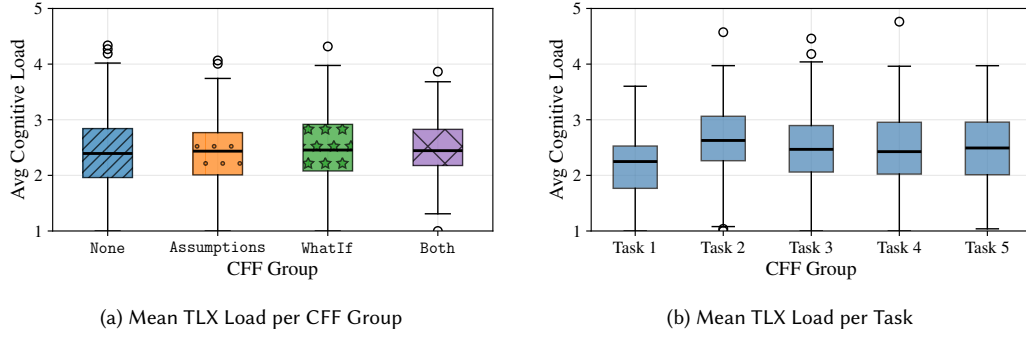 5
4
3
2
1
Avg Cognitive Load
None Assumptions WhatIf Both
CFF Group
(a) Mean TLX Load per CFF Group
5
4
3
2
1
Avg Cognitive Load
Task 1 Task 2 Task 3 Task 4 Task 5
CFF Group
(b) Mean TLX Load per Task